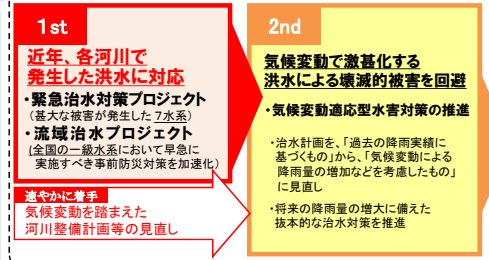 1st
近年、各河川で
発生した洪水に対応
・緊急治水対策プロジェクト
(甚大な被害が発生した7水系)
・流域治水プロジェクト
(全国の一級水系において早急に
実施すべき事前防災対策を加速化)
速やかに着手
気候変動を踏まえた
河川整備計画等の見直し
2nd
気候変動で激甚化する
洪水による壊滅的被害を回避
・気候変動適応型水害対策の推進
・治水計画を、「過去の降雨実績に
基づくもの」から、「気候変動による
降雨量の増加などを考慮したもの」
に見直し
・将来の降雨量の増大に備えた
抜本的な治水対策を推進